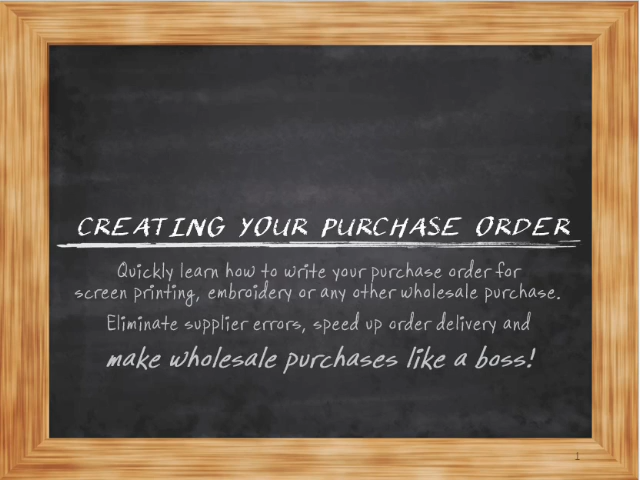 CREATING YOUR PURCHASE ORDER
Quickly learn how to write your purchase order for
screen printing, embroidery or any other wholesale purchase.
Eliminate supplier errors, speed up order delivery and
make wholesale purchases like a boss!
1